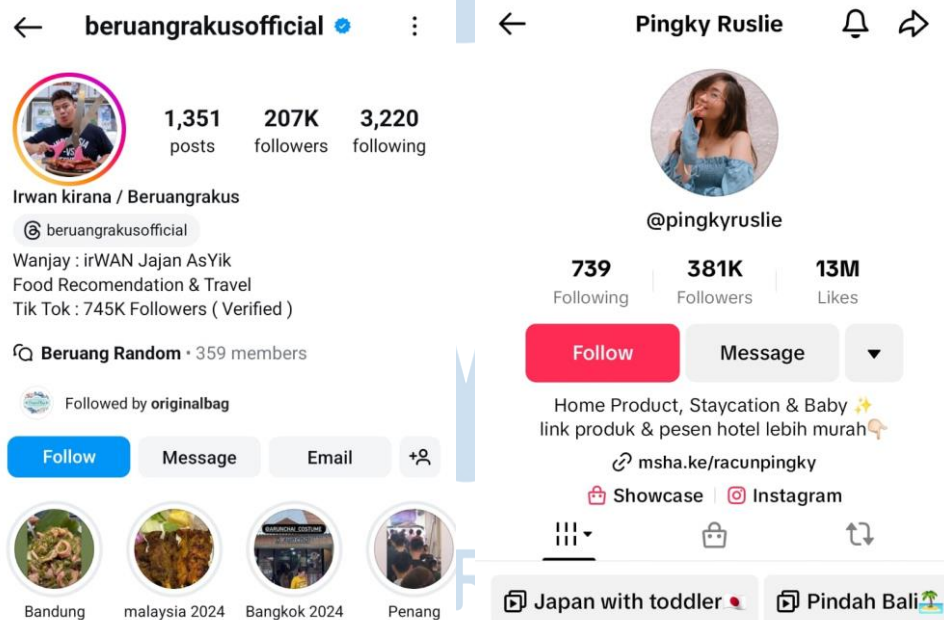 beruangrakusofficial
1,351 207K 3,220
posts followers following
Irwan kirana / Beruangrakus
beruangrakusofficial
Wanjay : irWAN Jajan AsYik
Food Recomendation & Travel
Tik Tok : 745K Followers ( Verified )
Beruang Random • 359 members
Followed by originalbag
Follow Message Email
Bandung malaysia 2024 Bangkok 2024 Penang
Pingky Ruslie
@pingkyruslie
739 381K 13M
Following Followers Likes
Follow Message
Home Product, Staycation & Baby ✨
link produk & pesen hotel lebih murah👇🏻
msha.ke/racunpingky
Showcase Instagram
Japan with toddler🇯🇵 Pindah Bali🏝️